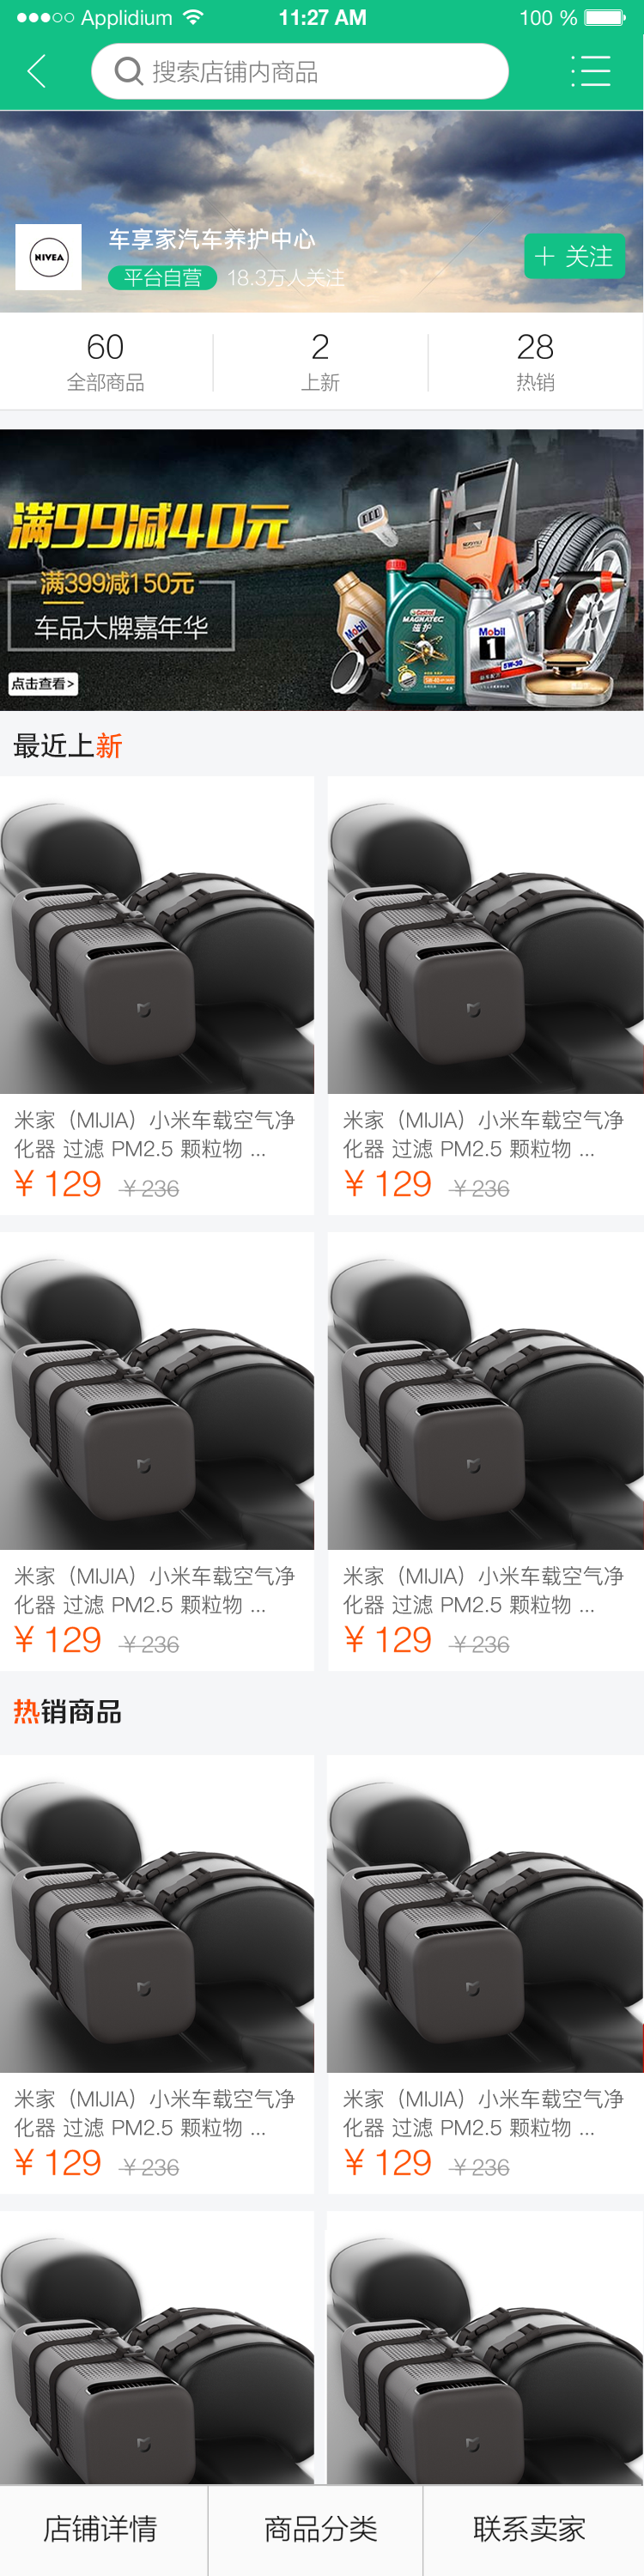 Applidium 11:27 AM 100 %
搜索店铺内商品
NIVEA
车享家汽车养护中心
平台自营 18.3万人关注
+ 关注
60 2 28
全部商品 上新 热销
满99减40元
满399减150元
车品大牌嘉年华
点击查看>
Mobil 1
Castrol
MAGNATEC
磁护
Mobil 1
5W-30
最近上新
米家（MIJIA）小米车载空气净
化器 过滤 PM2.5 颗粒物 ...
¥ 129 ¥ 236
米家（MIJIA）小米车载空气净
化器 过滤 PM2.5 颗粒物 ...
¥ 129 ¥ 236
米家（MIJIA）小米车载空气净
化器 过滤 PM2.5 颗粒物 ...
¥ 129 ¥ 236
米家（MIJIA）小米车载空气净
化器 过滤 PM2.5 颗粒物 ...
¥ 129 ¥ 236
热销商品
米家（MIJIA）小米车载空气净
化器 过滤 PM2.5 颗粒物 ...
¥ 129 ¥ 236
米家（MIJIA）小米车载空气净
化器 过滤 PM2.5 颗粒物 ...
¥ 129 ¥ 236
店铺详情 商品分类 联系卖家